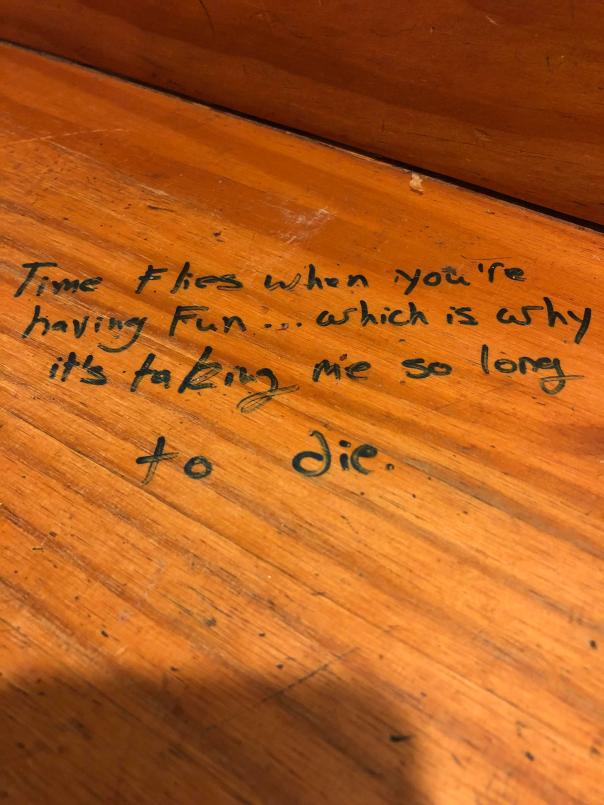 Time flies when you're
having Fun... which is why
it's taking me so long
to die.